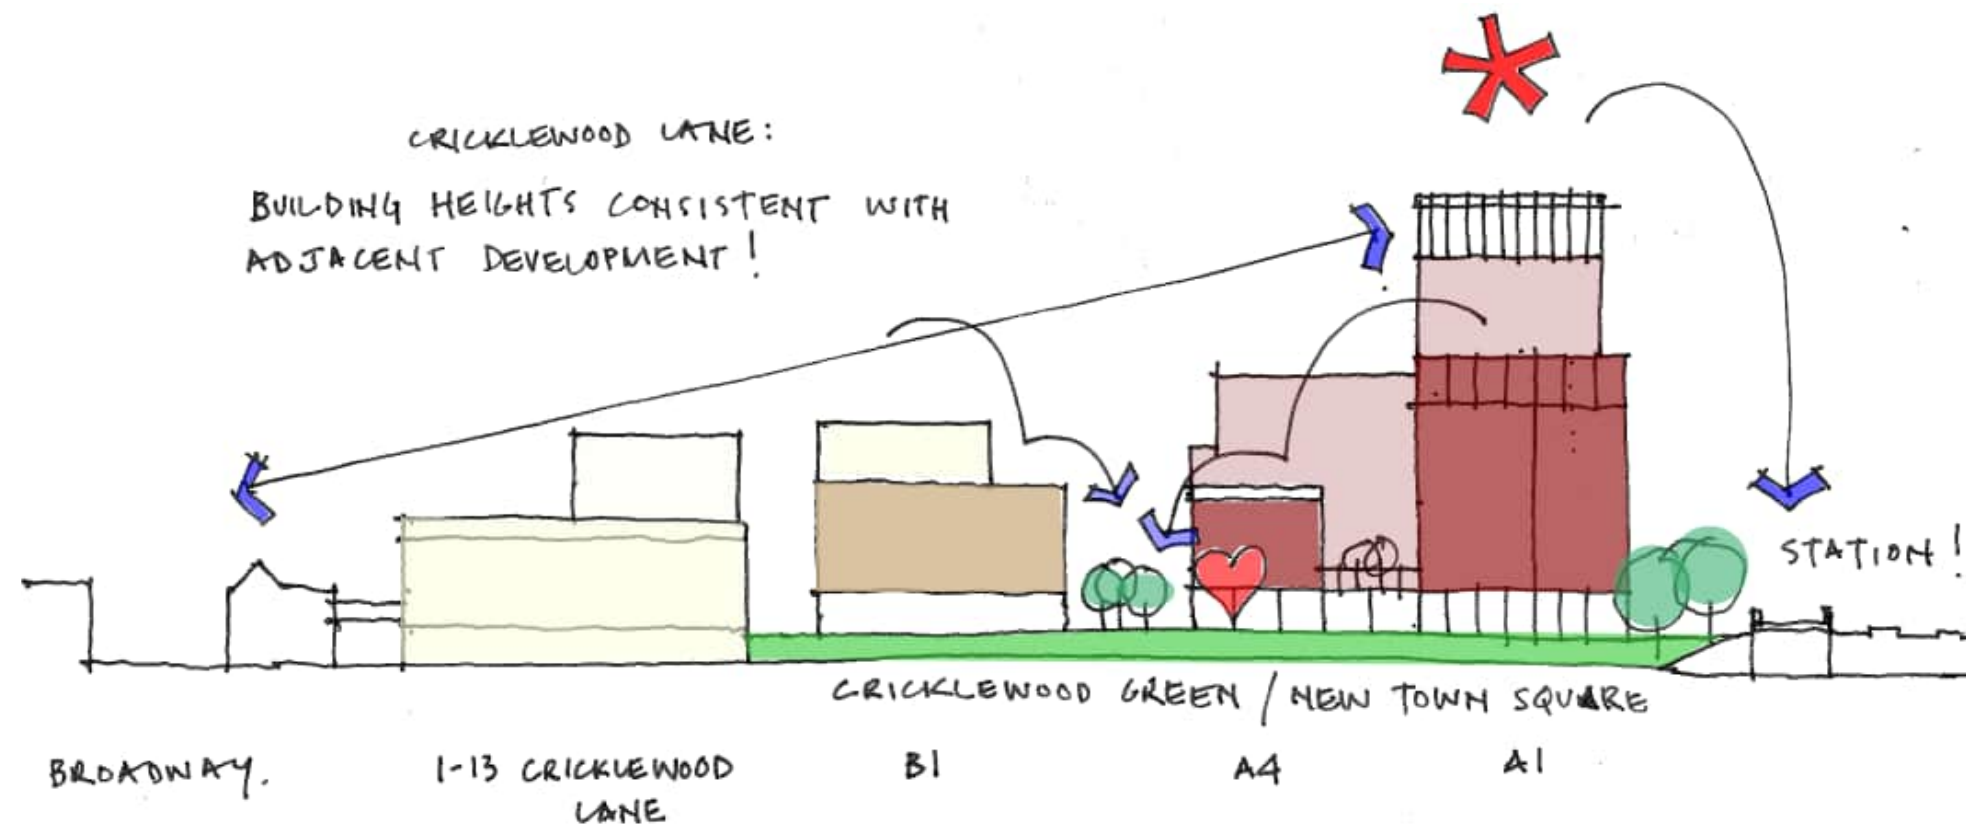 CRICKLEWOOD LANE:
BUILDING HEIGHTS CONSISTENT WITH
ADJACENT DEVELOPMENT!
STATION!
CRICKLEWOOD GREEN / NEW TOWN SQUARE
BROADWAY.
1-13 CRICKLEWOOD
LANE
B1
A4
A1